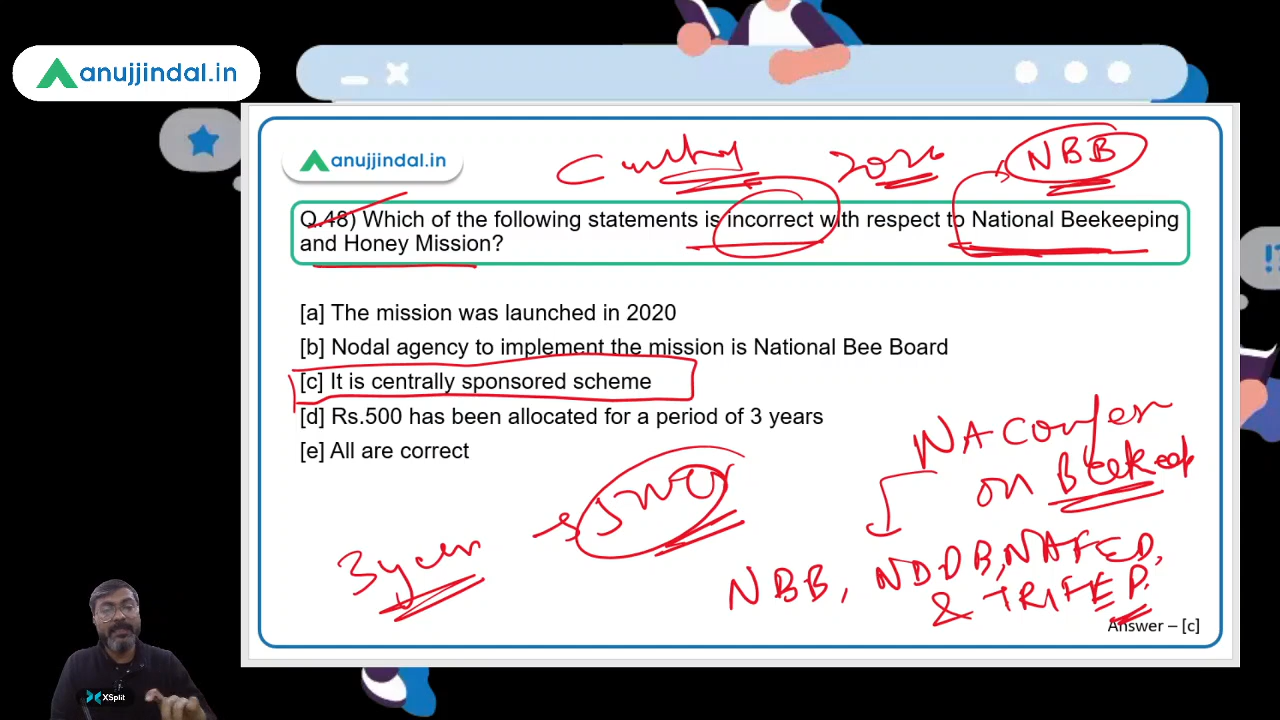 anujjindal.in
anujjindal.in
2020
NBB
Q.48) Which of the following statements is incorrect with respect to National Beekeeping
and Honey Mission?
[a] The mission was launched in 2020
[b] Nodal agency to implement the mission is National Bee Board
[c] It is centrally sponsored scheme
[d] Rs.500 has been allocated for a period of 3 years
[e] All are correct
on Beekeep
3 years
NBB, NDDB, NAFED,
& TRIFED.
Answer – [c]
XSplit
!?